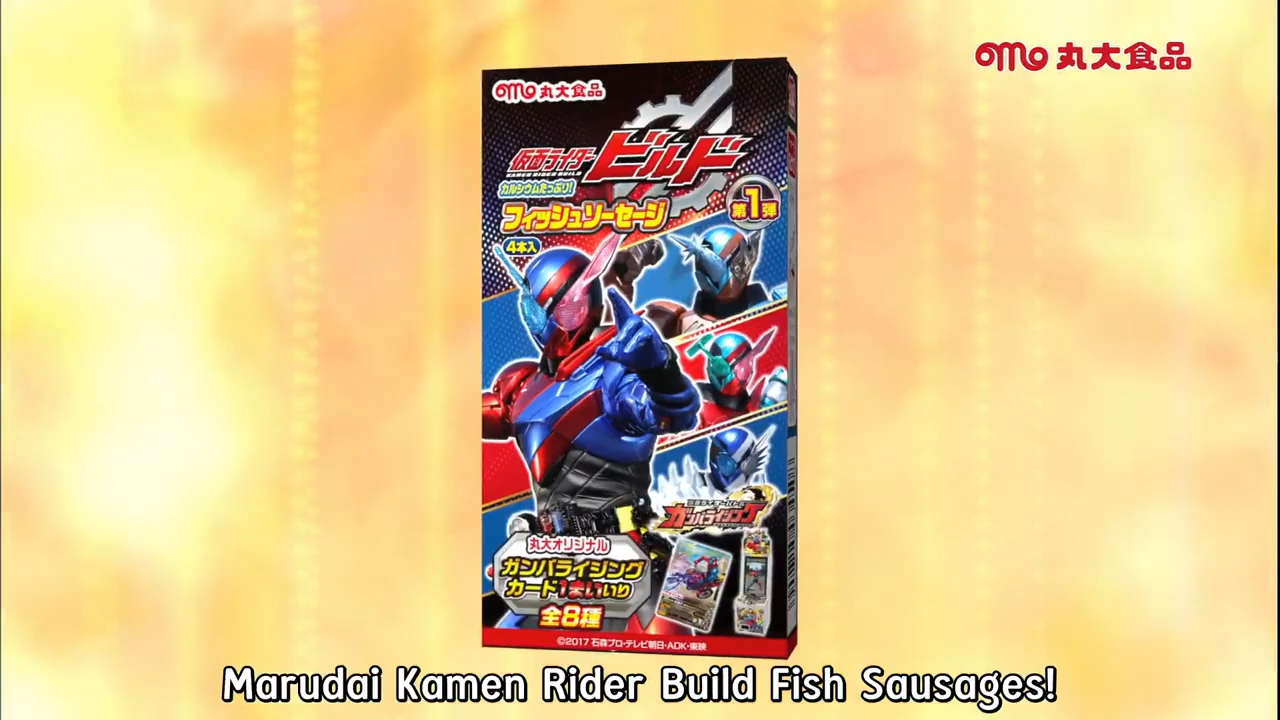 omo 丸大食品
omo 丸大食品
仮面ライダー
ビルド
KAMEN RIDER BUILD
カルシウムたっぷり!
フィッシュソーセージ
第1弾
4本入
ガンバライジング
丸大オリジナル
ガンバライジング
カード1まいいり
全8種
©2017 石森プロ・テレビ朝日・ADK・東映
Marudai Kamen Rider Build Fish Sausages!